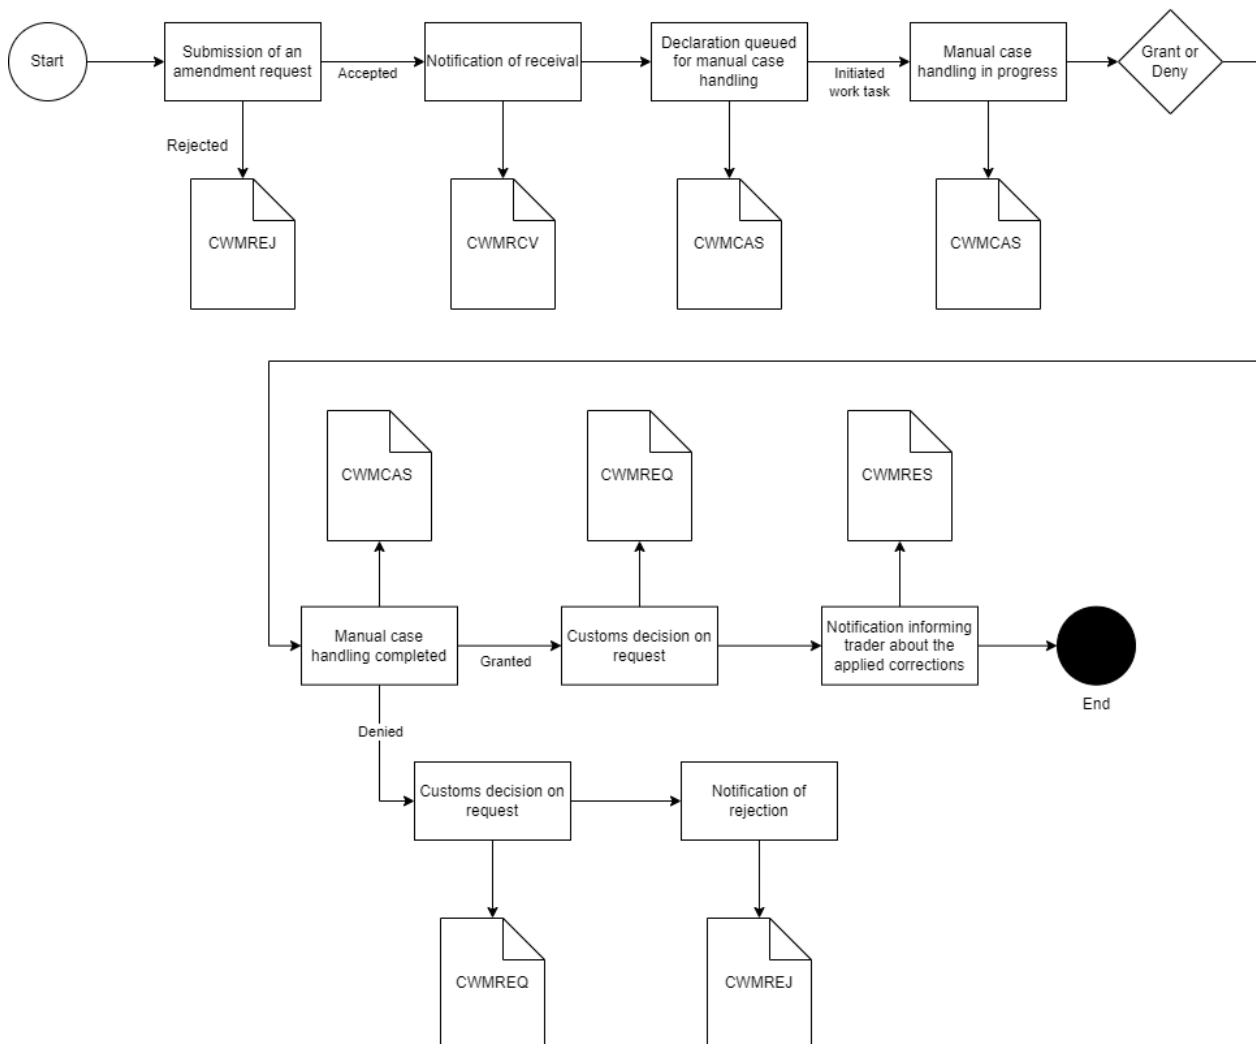 Start
Submission of an
amendment request
Accepted
Notification of receival
Declaration queued
for manual case
handling
Initiated
work task
Manual case
handling in progress
Grant or
Deny
Rejected
CWMREJ
CWMRCV
CWMCAS
CWMCAS
CWMCAS
CWMREQ
CWMRES
Manual case
handling completed
Granted
Customs decision on
request
Notification informing
trader about the
applied corrections
End
Denied
Customs decision on
request
Notification of
rejection
CWMREQ
CWMREJ